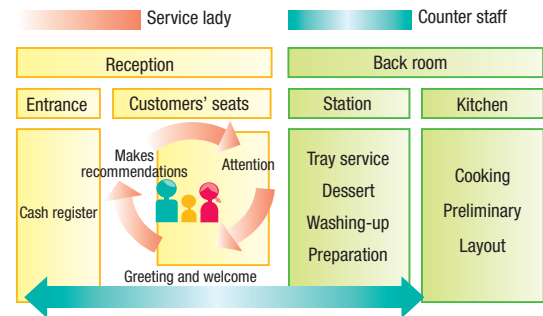 Service lady
Counter staff
Reception
Back room
Entrance
Customers' seats
Station
Kitchen
Cash register
Makes
recommendations
Attention
Greeting and welcome
Tray service
Dessert
Washing-up
Preparation
Cooking
Preliminary
Layout